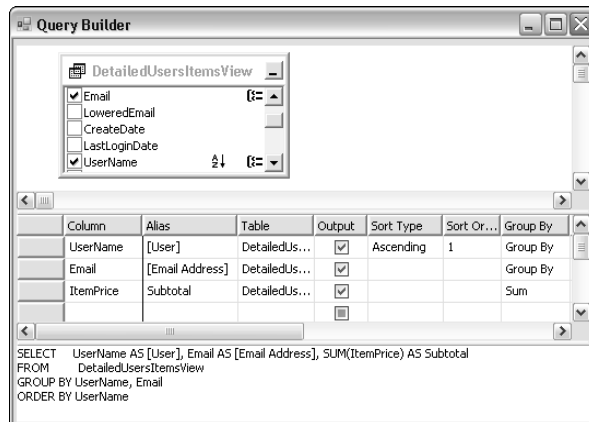 Query Builder
DetailedUsersItemsView
Email
LoweredEmail
CreateDate
LastLoginDate
UserName
Column Alias Table Output Sort Type Sort Or... Group By
UserName [User] DetailedUs... Ascending 1 Group By
Email [Email Address] DetailedUs... Group By
ItemPrice Subtotal DetailedUs... Sum
SELECT UserName AS [User], Email AS [Email Address], SUM(ItemPrice) AS Subtotal
FROM DetailedUsersItemsView
GROUP BY UserName, Email
ORDER BY UserName